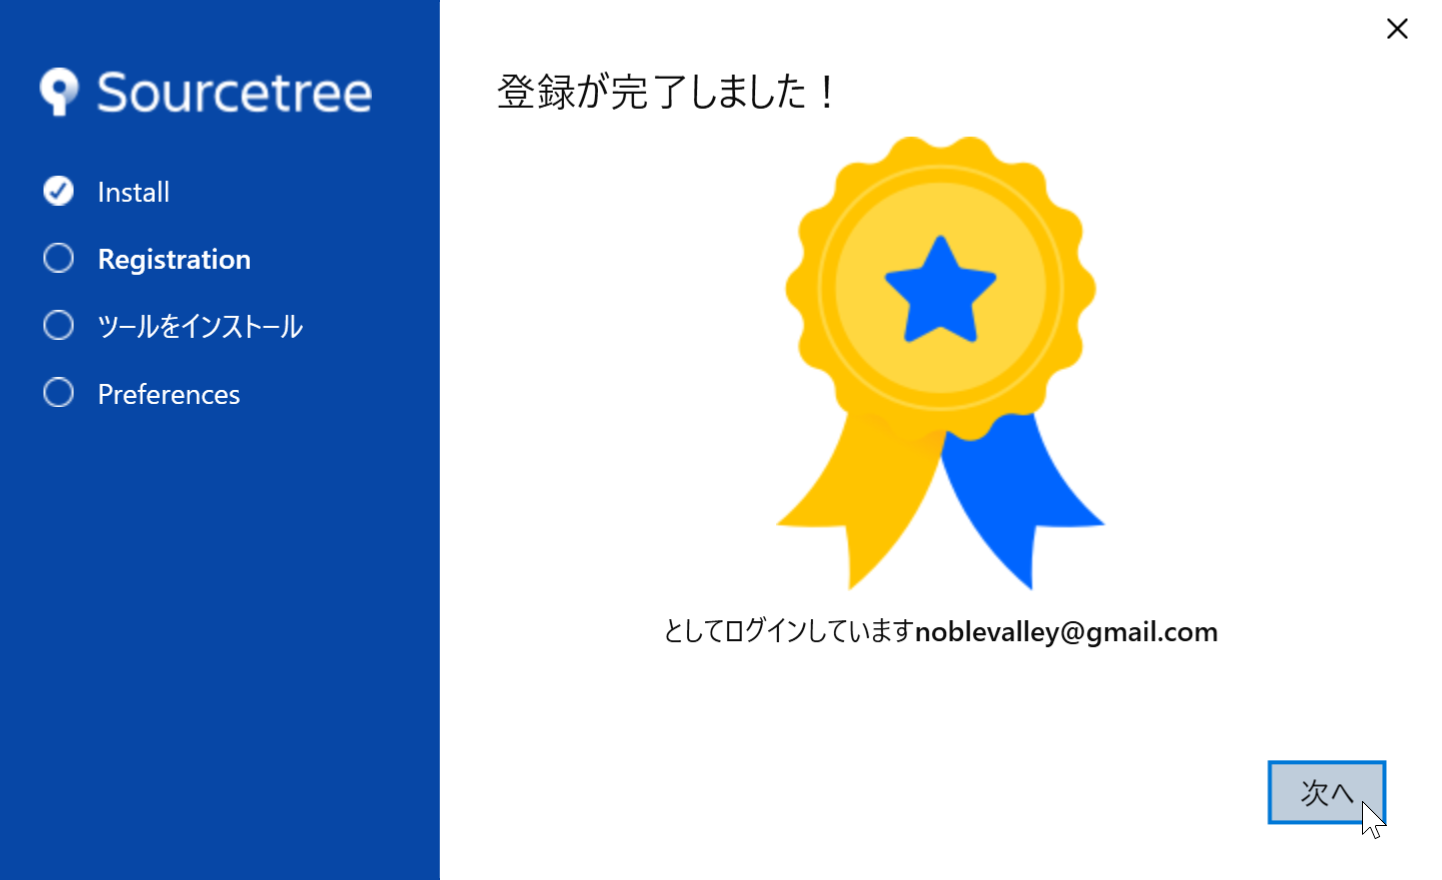 Sourcetree
Install
Registration
ツールをインストール
Preferences
登録が完了しました！
としてログインしていますnoblevalley@gmail.com
次へ